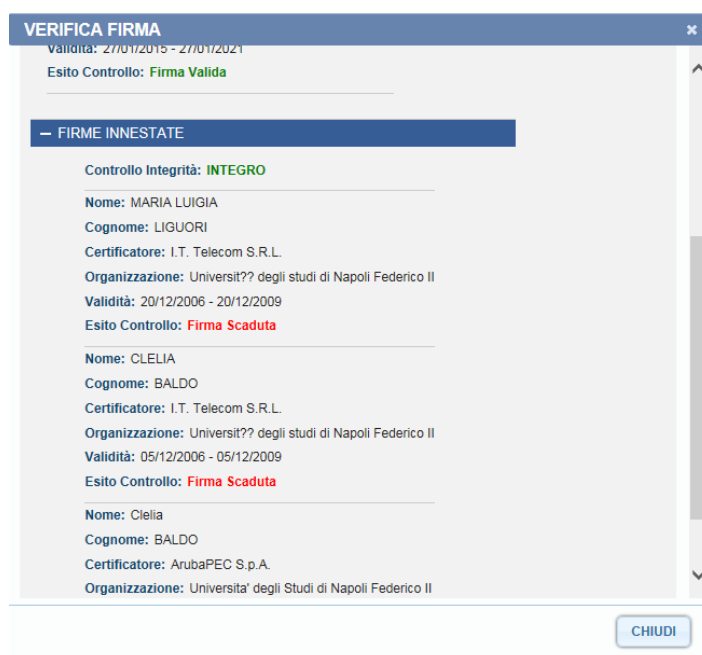 VERIFICA FIRMA ×
Validità: 27/01/2015 - 27/01/2021
Esito Controllo: Firma Valida
– FIRME INNESTATE
Controllo Integrità: INTEGRO
Nome: MARIA LUIGIA
Cognome: LIGUORI
Certificatore: I.T. Telecom S.R.L.
Organizzazione: Universit?? degli studi di Napoli Federico II
Validità: 20/12/2006 - 20/12/2009
Esito Controllo: Firma Scaduta
Nome: CLELIA
Cognome: BALDO
Certificatore: I.T. Telecom S.R.L.
Organizzazione: Universit?? degli studi di Napoli Federico II
Validità: 05/12/2006 - 05/12/2009
Esito Controllo: Firma Scaduta
Nome: Clelia
Cognome: BALDO
Certificatore: ArubaPEC S.p.A.
Organizzazione: Universita' degli Studi di Napoli Federico II
CHIUDI